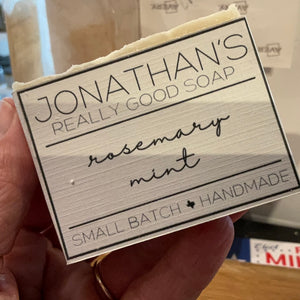 JONATHAN'S
REALLY GOOD SOAP
rosemary
mint
SMALL BATCH HANDMADE